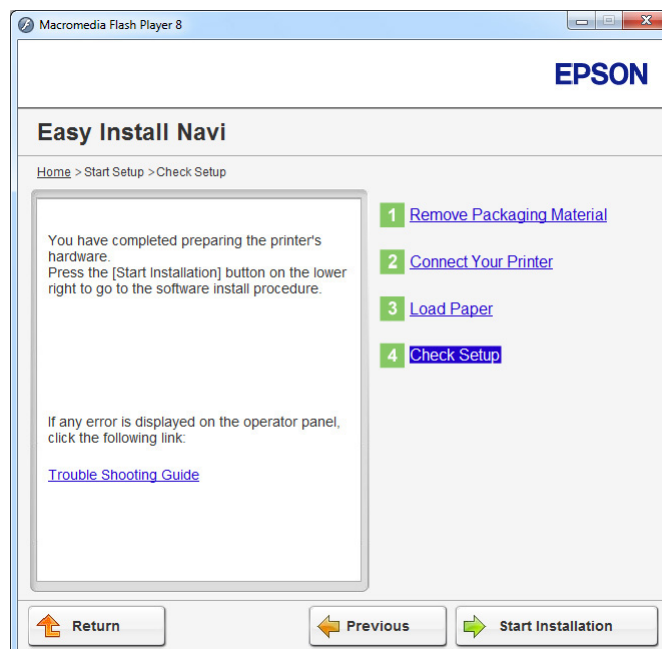 Macromedia Flash Player 8
EPSON
Easy Install Navi
Home > Start Setup >Check Setup
You have completed preparing the printer's
hardware.
Press the [Start Installation] button on the lower
right to go to the software install procedure.
If any error is displayed on the operator panel,
click the following link:
Trouble Shooting Guide
1 Remove Packaging Material
2 Connect Your Printer
3 Load Paper
4 Check Setup
Return
Previous
Start Installation